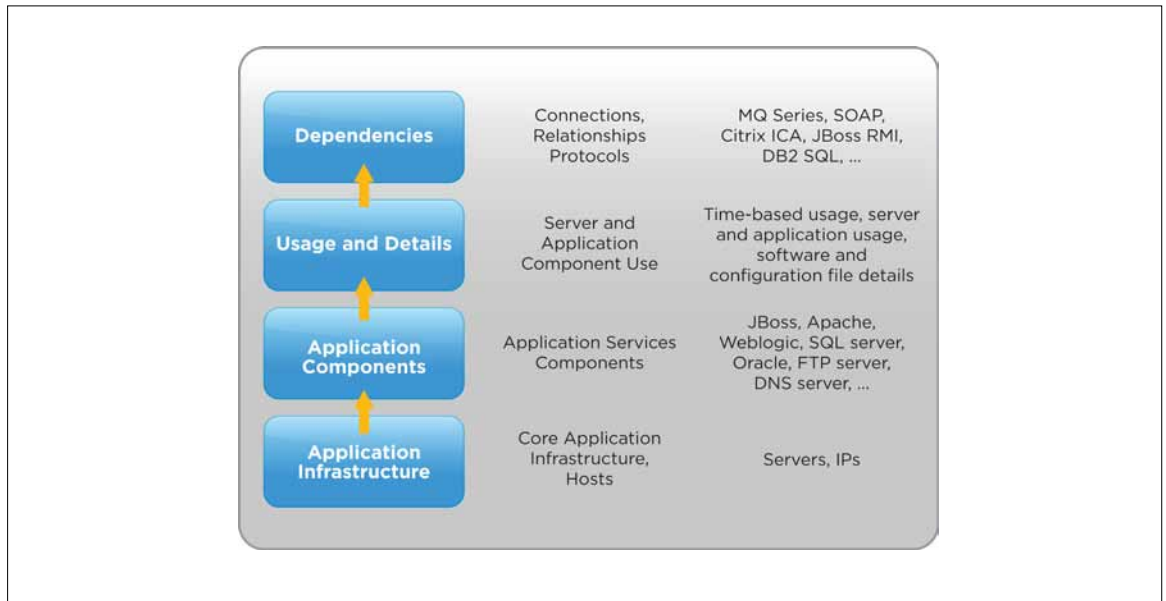 Dependencies
Connections,
Relationships
Protocols
MQ Series, SOAP,
Citrix ICA, JBoss RMI,
DB2 SQL, ...
Usage and Details
Server and
Application
Component Use
Time-based usage, server
and application usage,
software and
configuration file details
Application
Components
Application Services
Components
JBoss, Apache,
Weblogic, SQL server,
Oracle, FTP server,
DNS server, ...
Application
Infrastructure
Core Application
Infrastructure,
Hosts
Servers, IPs